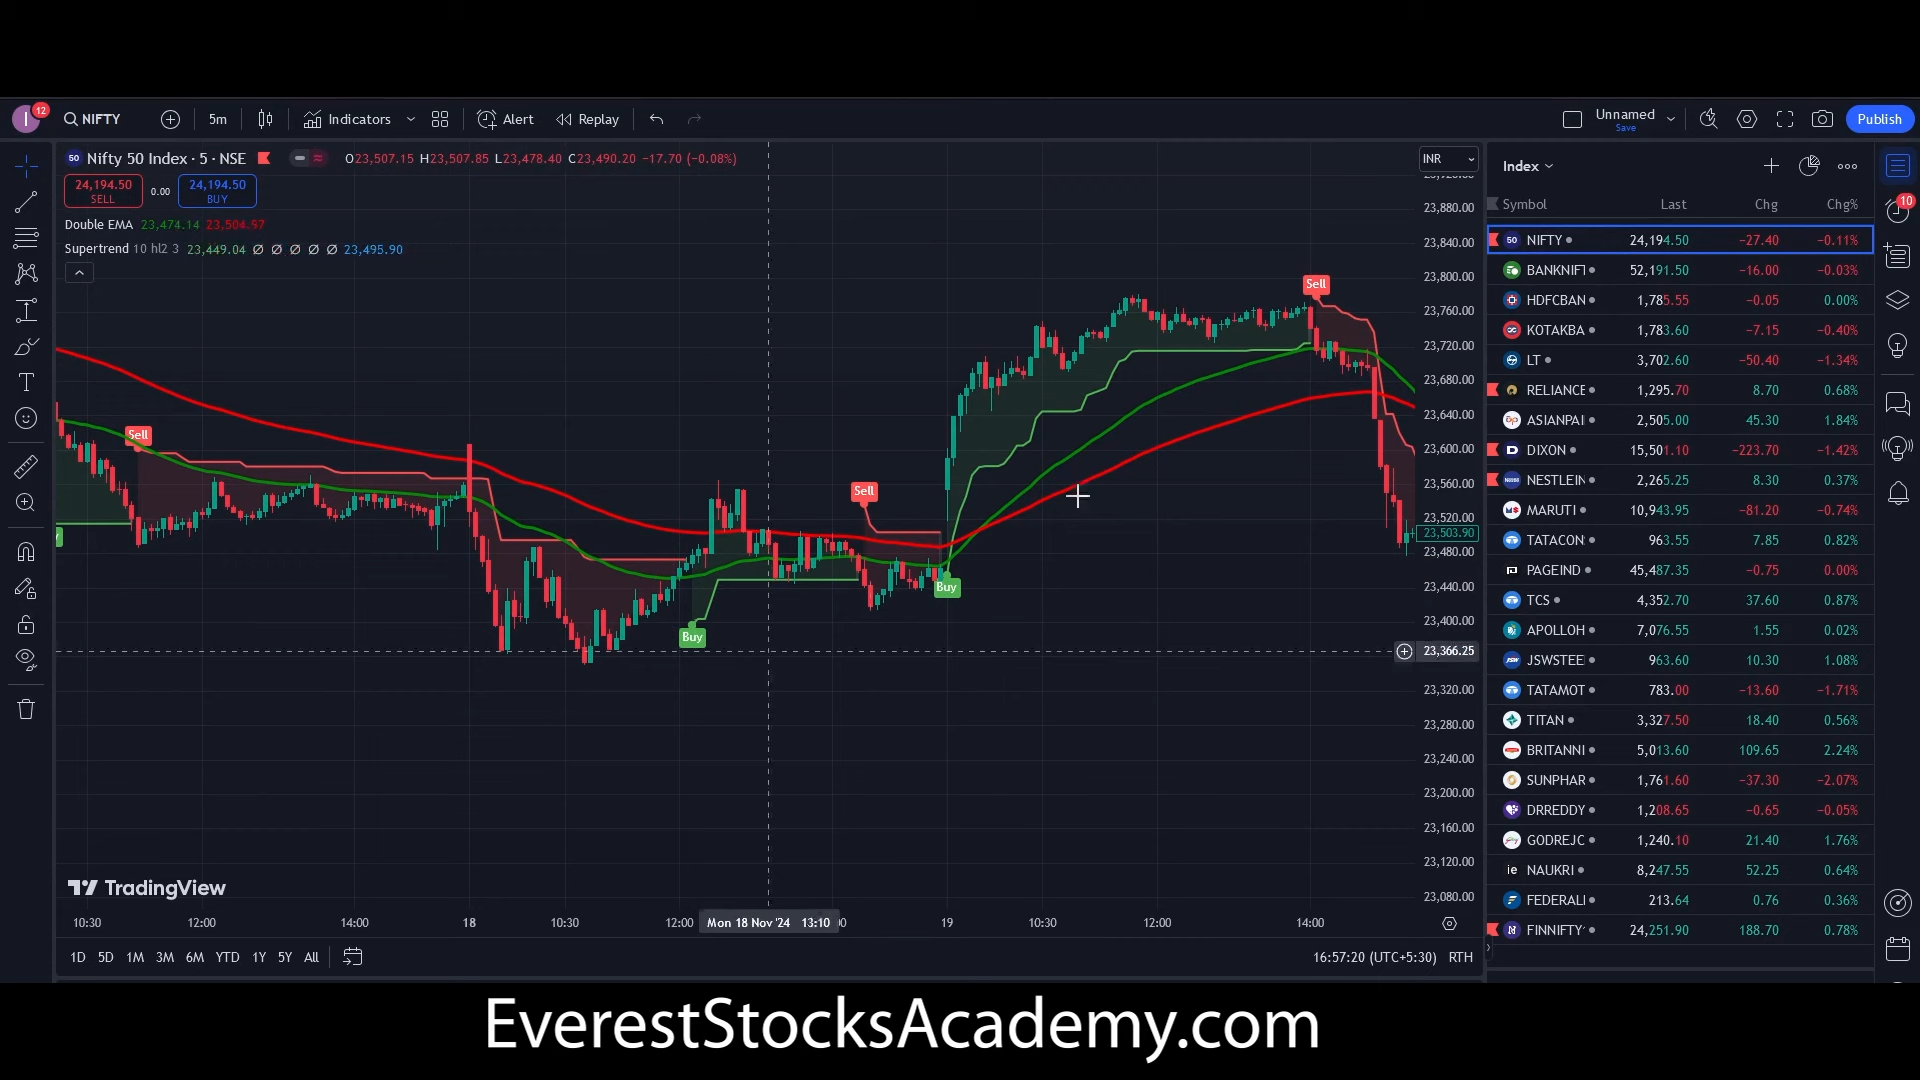 I 12 NIFTY 5m Indicators Alert Replay Unnamed Save Publish
50 Nifty 50 Index · 5 · NSE O23,507.15 H23,507.85 L23,478.40 C23,490.20 −17.70 (−0.08%) INR
24,194.50 SELL 0.00 24,194.50 BUY
Double EMA 23,474.14 23,504.97
Supertrend 10 hl2 3 23,449.04 Ø Ø Ø Ø Ø 23,495.90
23,880.00
23,840.00
23,800.00
23,760.00
23,720.00
23,680.00
23,640.00
23,600.00
23,560.00
23,520.00
23,503.90
23,480.00
23,440.00
23,400.00
23,366.25
23,320.00
23,280.00
23,240.00
23,200.00
23,160.00
23,120.00
23,080.00
Sell
Sell
Sell
Buy
Buy
TradingView
10:30 12:00 14:00 18 10:30 12:00 Mon 18 Nov '24 13:10 19 10:30 12:00 14:00
1D 5D 1M 3M 6M YTD 1Y 5Y All 16:57:20 (UTC+5:30) RTH
Index
10
Symbol Last Chg Chg%
50 NIFTY 24,194.50 −27.40 −0.11%
BANKNIFT 52,191.50 −16.00 −0.03%
HDFCBAN 1,785.55 −0.05 0.00%
KOTAKBA 1,783.60 −7.15 −0.40%
LT 3,702.60 −50.40 −1.34%
RELIANCE 1,295.70 8.70 0.68%
ASIANPAI 2,505.00 45.30 1.84%
DIXON 15,501.10 −223.70 −1.42%
NESTLEIN 2,265.25 8.30 0.37%
MARUTI 10,943.95 −81.20 −0.74%
TATACON 963.55 7.85 0.82%
PAGEIND 45,487.35 −0.75 0.00%
TCS 4,352.70 37.60 0.87%
APOLLOH 7,076.55 1.55 0.02%
JSWSTEE 963.60 10.30 1.08%
TATAMOT 783.00 −13.60 −1.71%
TITAN 3,327.50 18.40 0.56%
BRITANNI 5,013.60 109.65 2.24%
SUNPHAR 1,761.60 −37.30 −2.07%
DRREDDY 1,208.65 −0.65 −0.05%
GODREJC 1,240.10 21.40 1.76%
ie NAUKRI 8,247.55 52.25 0.64%
FEDERALI 213.64 0.76 0.36%
FINNIFTY 24,251.90 188.70 0.78%
EverestStocksAcademy.com